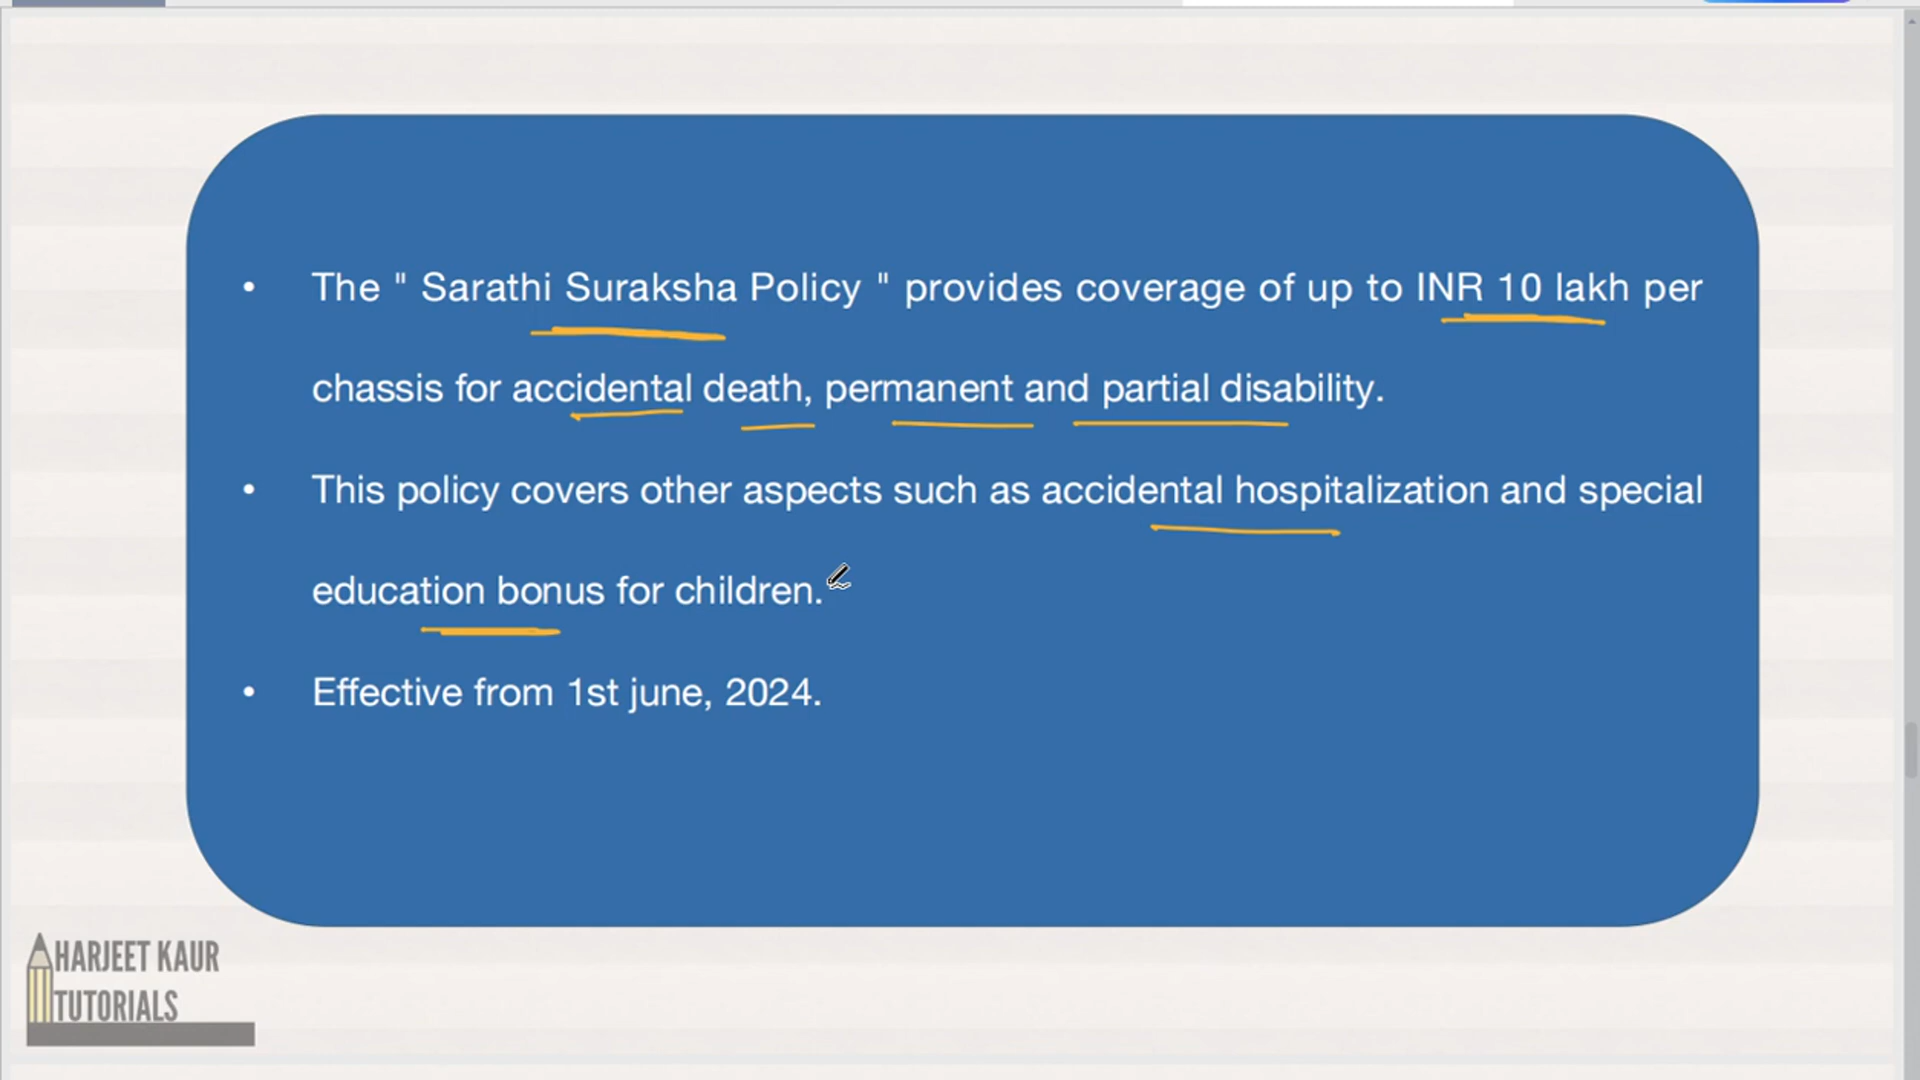 • The " Sarathi Suraksha Policy " provides coverage of up to INR 10 lakh per
chassis for accidental death, permanent and partial disability.
• This policy covers other aspects such as accidental hospitalization and special
education bonus for children.
• Effective from 1st june, 2024.
HARJEET KAUR
TUTORIALS